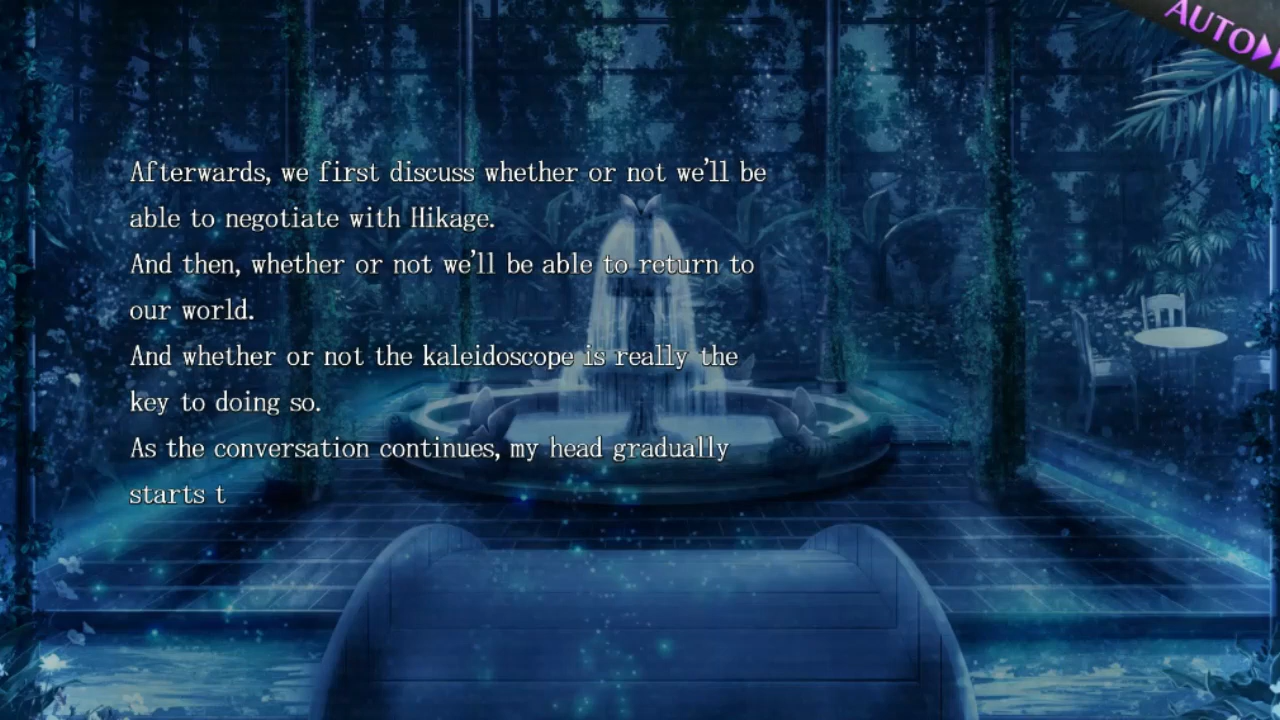 AUTO
Afterwards, we first discuss whether or not we'll be
able to negotiate with Hikage.
And then, whether or not we'll be able to return to
our world.
And whether or not the kaleidoscope is really the
key to doing so.
As the conversation continues, my head gradually
starts t